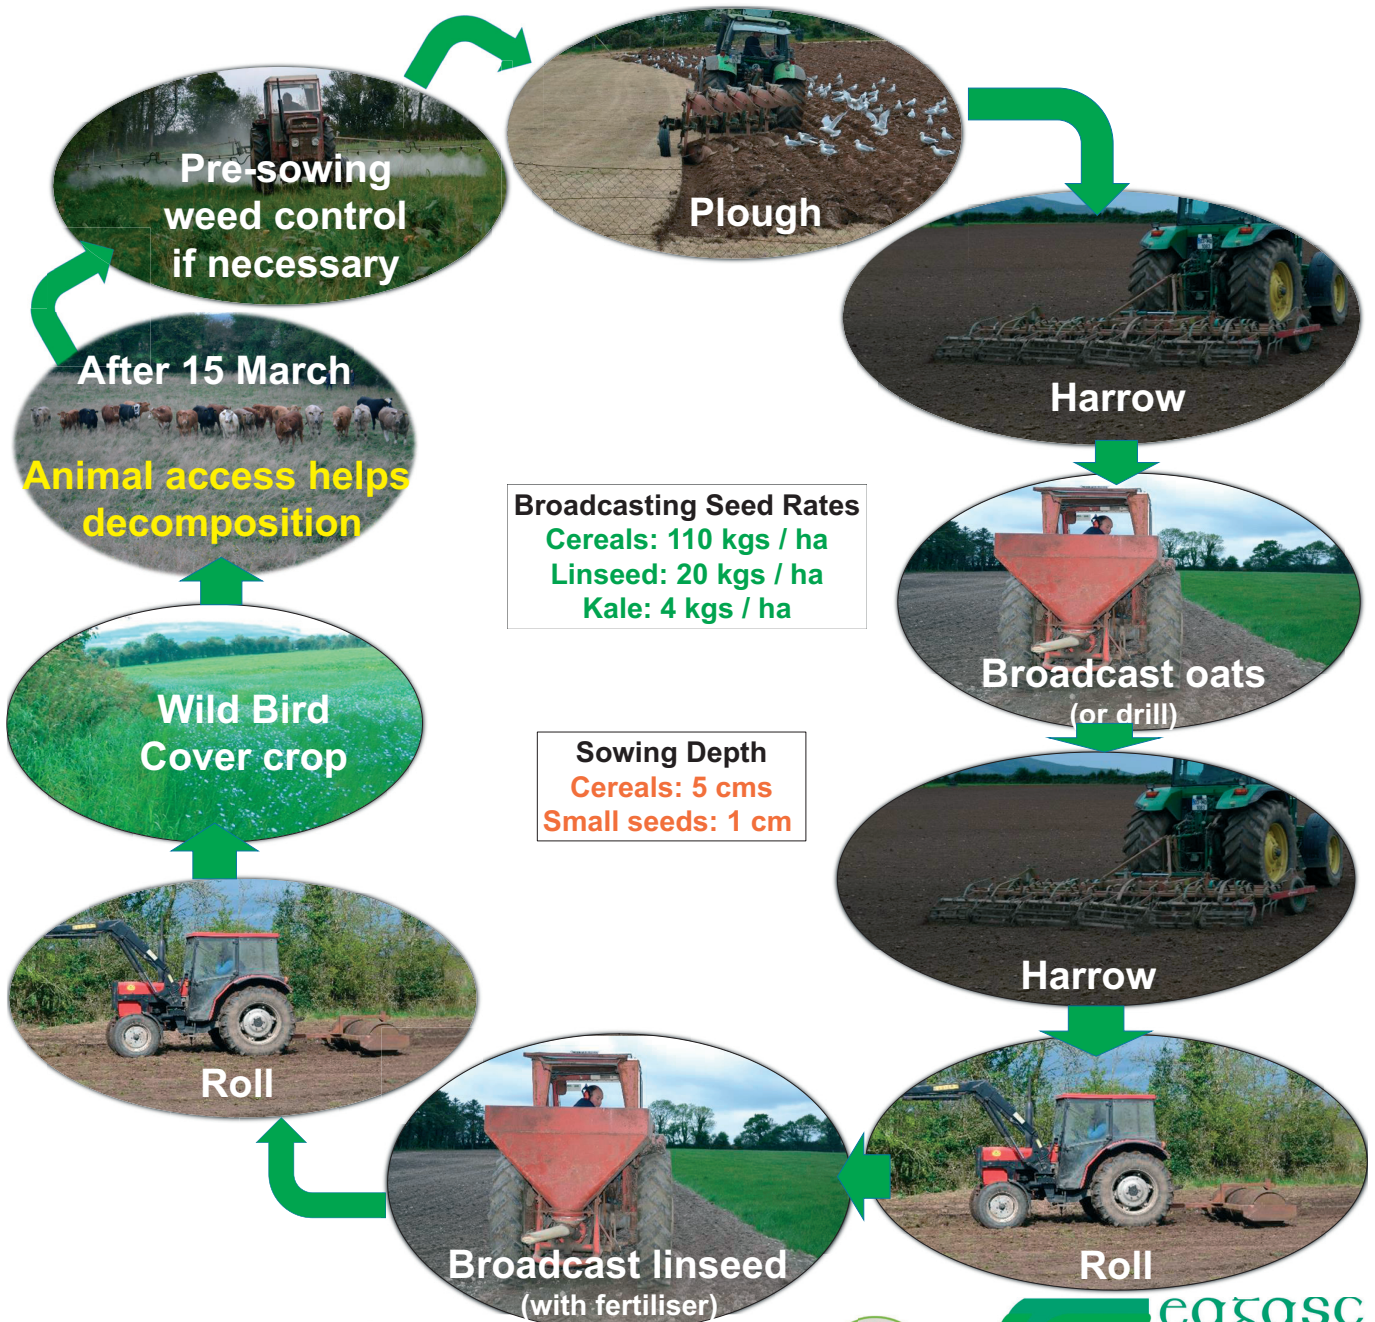 Pre-sowing
weed control
if necessary
Plough
Harrow
After 15 March
Animal access helps
decomposition
Broadcasting Seed Rates
Cereals: 110 kgs / ha
Linseed: 20 kgs / ha
Kale: 4 kgs / ha
Broadcast oats
(or drill)
Wild Bird
Cover crop
Sowing Depth
Cereals: 5 cms
Small seeds: 1 cm
Harrow
Roll
Broadcast linseed
(with fertiliser)
Roll
eagasc